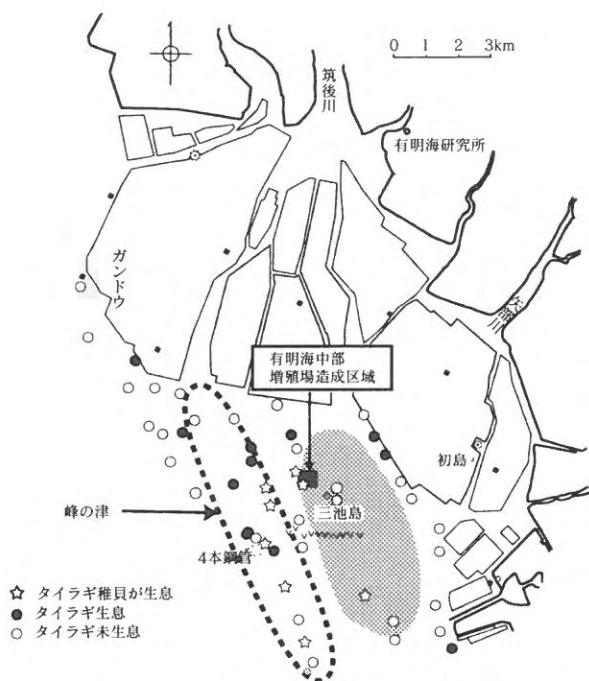 0 1 2 3km
筑後川
有明海研究所
ガンドウ
矢部川
有明海中部
増殖場造成区域
初島
三池島
峰の津
4本鋼管
タイラギ稚貝が生息
タイラギ生息
タイラギ未生息